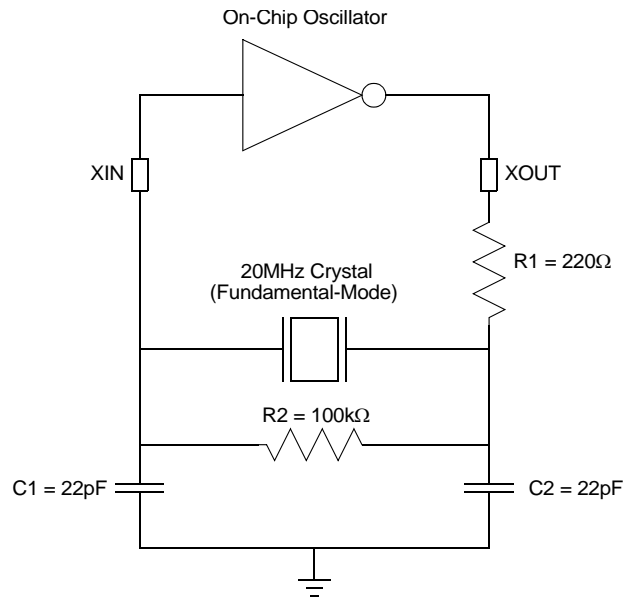 On-Chip Oscillator
XIN
XOUT
R1 = 220Ω
20MHz Crystal
(Fundamental-Mode)
R2 = 100kΩ
C1 = 22pF
C2 = 22pF